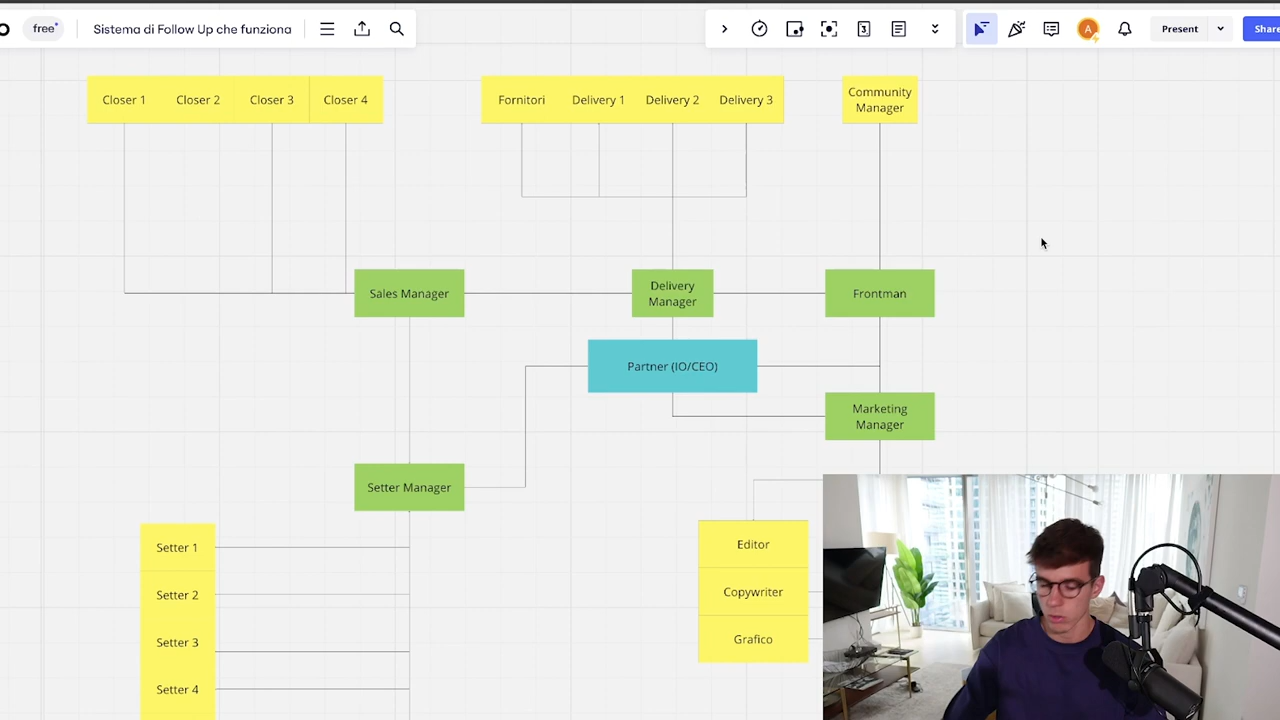 o free Sistema di Follow Up che funziona 3 A Present Share
Closer 1 Closer 2 Closer 3 Closer 4
Fornitori Delivery 1 Delivery 2 Delivery 3
Community
Manager
Sales Manager
Delivery
Manager
Frontman
Partner (IO/CEO)
Marketing
Manager
Setter Manager
Setter 1
Setter 2
Setter 3
Setter 4
Editor
Copywriter
Grafico